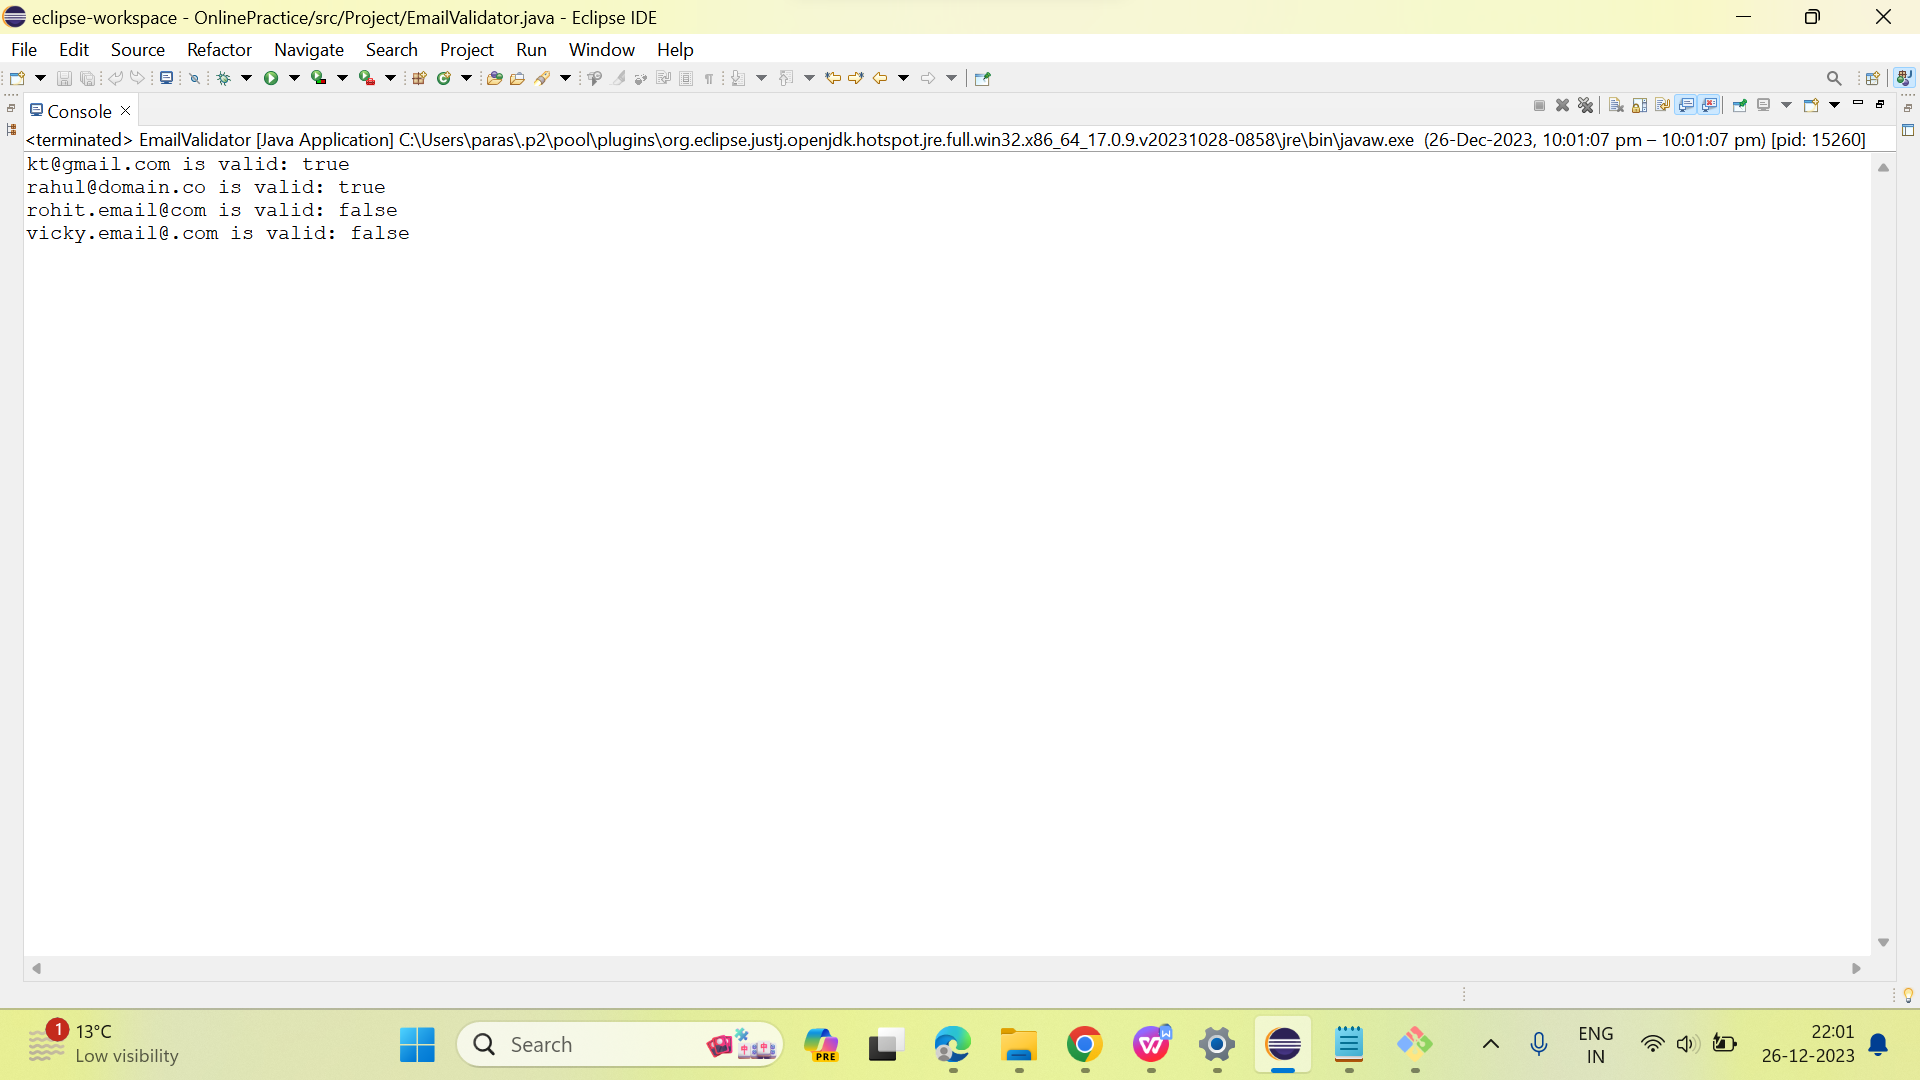 eclipse-workspace - OnlinePractice/src/Project/EmailValidator.java - Eclipse IDE
File Edit Source Refactor Navigate Search Project Run Window Help
Console
<terminated> EmailValidator [Java Application] C:\Users\paras\.p2\pool\plugins\org.eclipse.justj.openjdk.hotspot.jre.full.win32.x86_64_17.0.9.v20231028-0858\jre\bin\javaw.exe (26-Dec-2023, 10:01:07 pm – 10:01:07 pm) [pid: 15260]
kt@gmail.com is valid: true
rahul@domain.co is valid: true
rohit.email@com is valid: false
vicky.email@.com is valid: false
1
13°C
Low visibility
Search
PRE
ENG
IN
22:01
26-12-2023